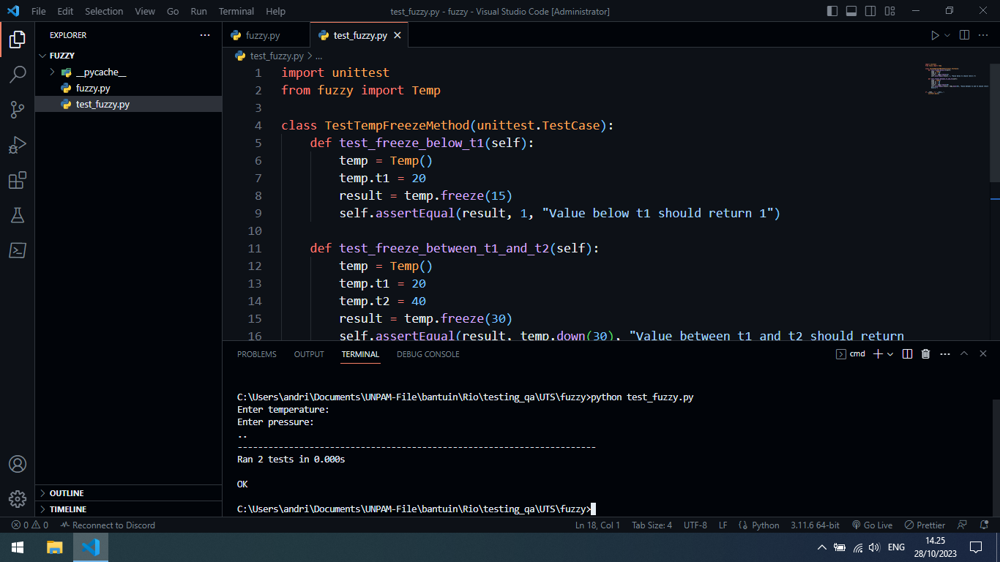 File Edit Selection View Go Run Terminal Help test_fuzzy.py - fuzzy - Visual Studio Code [Administrator]
EXPLORER
FUZZY
__pycache__
fuzzy.py
test_fuzzy.py
OUTLINE
TIMELINE
fuzzy.py test_fuzzy.py
test_fuzzy.py > ...
1 import unittest
2 from fuzzy import Temp
3
4 class TestTempFreezeMethod(unittest.TestCase):
5 def test_freeze_below_t1(self):
6 temp = Temp()
7 temp.t1 = 20
8 result = temp.freeze(15)
9 self.assertEqual(result, 1, "Value below t1 should return 1")
10
11 def test_freeze_between_t1_and_t2(self):
12 temp = Temp()
13 temp.t1 = 20
14 temp.t2 = 40
15 result = temp.freeze(30)
16 self.assertEqual(result, temp.down(30), "Value between t1 and t2 should return
PROBLEMS OUTPUT TERMINAL DEBUG CONSOLE cmd
C:\Users\andri\Documents\UNPAM-File\bantuin\Rio\testing_qa\UTS\fuzzy>python test_fuzzy.py
Enter temperature:
Enter pressure:
..
----------------------------------------------------------------------
Ran 2 tests in 0.000s
OK
C:\Users\andri\Documents\UNPAM-File\bantuin\Rio\testing_qa\UTS\fuzzy>
0 0 Reconnect to Discord Ln 18, Col 1 Tab Size: 4 UTF-8 LF Python 3.11.6 64-bit Go Live Prettier
ENG 14.25
28/10/2023